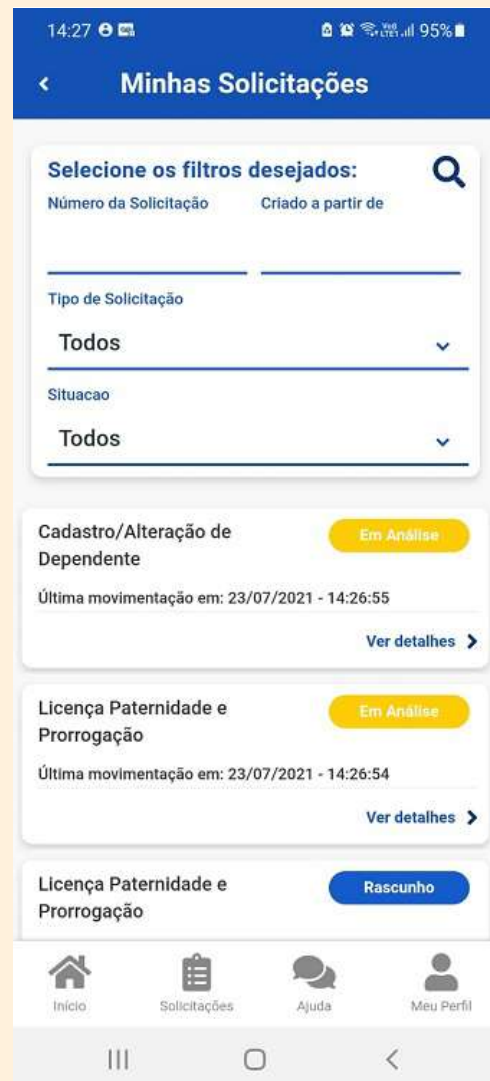 14:27 95%
Minhas Solicitações
Selecione os filtros desejados:
Número da Solicitação Criado a partir de
Tipo de Solicitação
Todos
Situacao
Todos
Cadastro/Alteração de Em Análise
Dependente
Última movimentação em: 23/07/2021 - 14:26:55
Ver detalhes
Licença Paternidade e Em Análise
Prorrogação
Última movimentação em: 23/07/2021 - 14:26:54
Ver detalhes
Licença Paternidade e Rascunho
Prorrogação
Início Solicitações Ajuda Meu Perfil